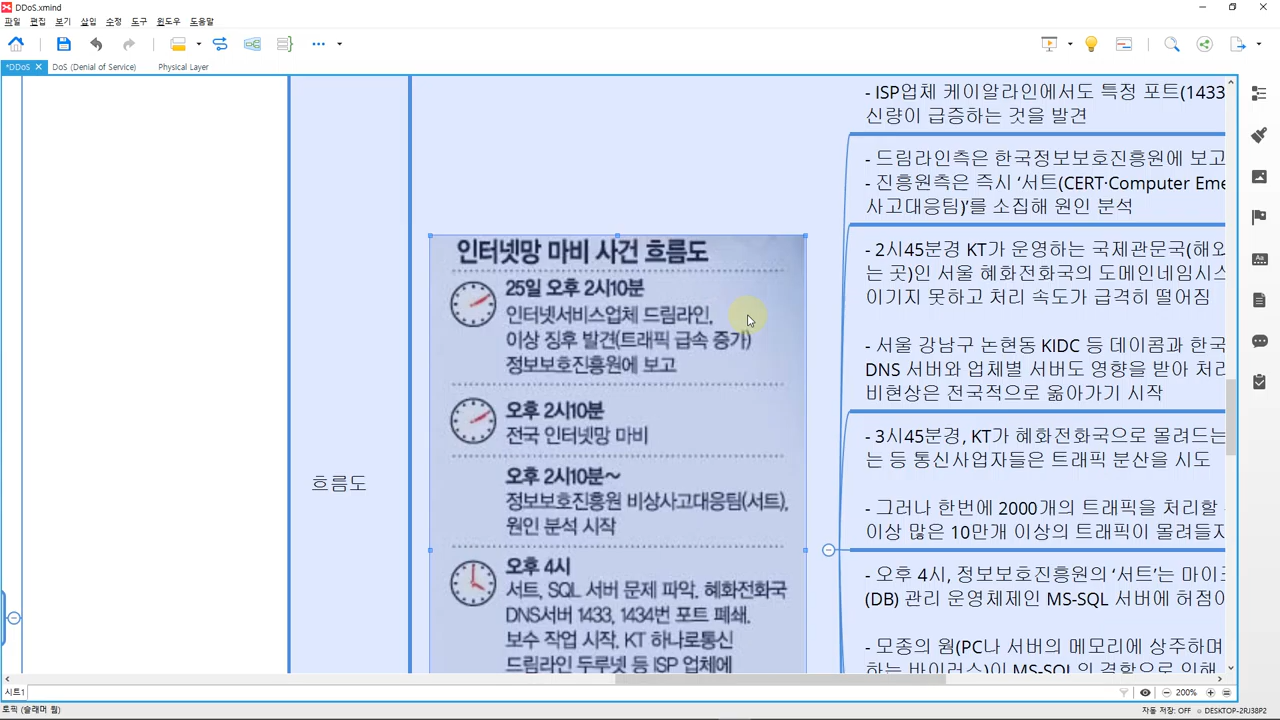 DDoS.xmind
파일 편집 보기 삽입 수정 도구 윈도우 도움말
*DDoS DoS (Denial of Service) Physical Layer
- ISP업체 케이알라인에서도 특정 포트(1433
신량이 급증하는 것을 발견
- 드림라인측은 한국정보보호진흥원에 보고
- 진흥원측은 즉시 ‘서트(CERT·Computer Eme
사고대응팀)’를 소집해 원인 분석
- 2시45분경 KT가 운영하는 국제관문국(해외
는 곳)인 서울 혜화전화국의 도메인네임시스
이기지 못하고 처리 속도가 급격히 떨어짐
- 서울 강남구 논현동 KIDC 등 데이콤과 한국
DNS 서버와 업체별 서버도 영향을 받아 처리
비현상은 전국적으로 옮아가기 시작
- 3시45분경, KT가 혜화전화국으로 몰려드는
는 등 통신사업자들은 트래픽 분산을 시도
- 그러나 한번에 2000개의 트래픽을 처리할
이상 많은 10만개 이상의 트래픽이 몰려들자
- 오후 4시, 정보보호진흥원의 ‘서트’는 마이크
(DB) 관리 운영체제인 MS-SQL 서버에 허점이
- 모종의 웜(PC나 서버의 메모리에 상주하며
하는 바이러스)이 MS-SQL의 결함으로 인해
흐름도
인터넷망 마비 사건 흐름도
25일 오후 2시10분
인터넷서비스업체 드림라인,
이상 징후 발견(트래픽 급속 증가)
정보보호진흥원에 보고
오후 2시10분
전국 인터넷망 마비
오후 2시10분~
정보보호진흥원 비상사고대응팀(서트),
원인 분석 시작
오후 4시
서트, SQL 서버 문제 파악. 혜화전화국
DNS서버 1433, 1434번 포트 폐쇄.
보수 작업 시작. KT 하나로통신
드림라인 두루넷 등 ISP 업체에
시트1
200%
토픽 (슬래머 웜)
자동 저장: OFF DESKTOP-2RJ38P2